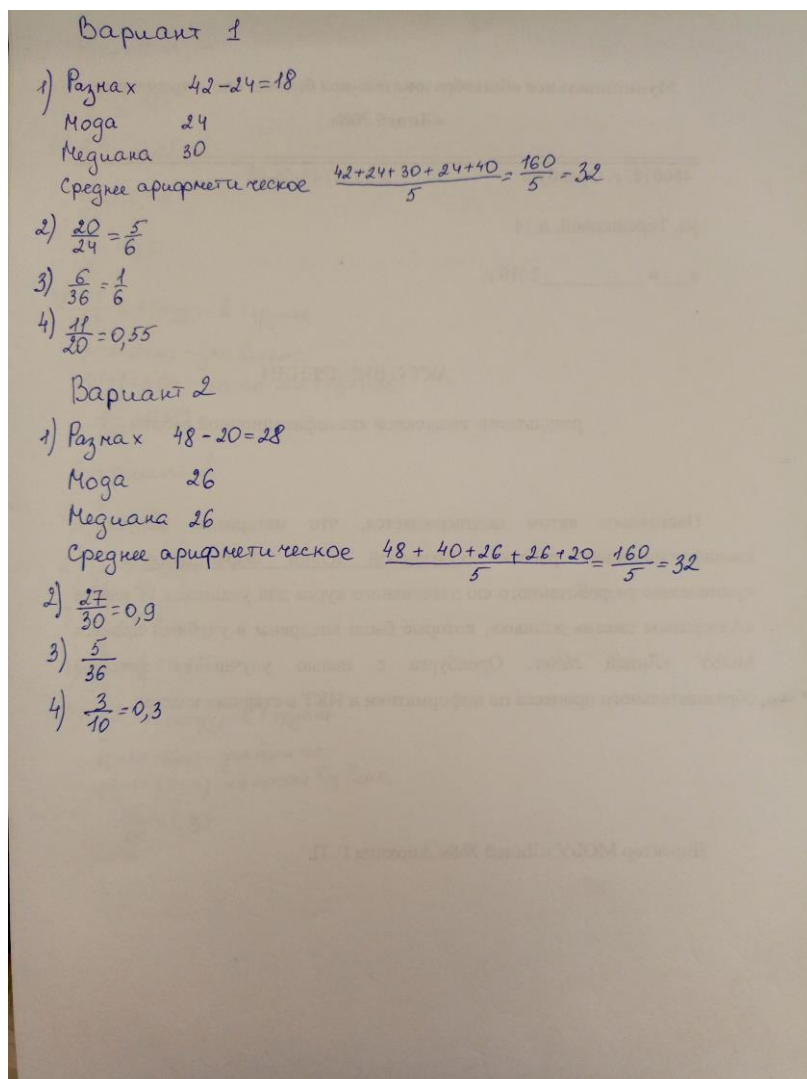 Вариант 1
1) Размах 42-24=18
Мода 24
Медиана 30
Среднее арифметическое (42+24+30+24+40)/5 = 160/5 = 32
2) 20/24 = 5/6
3) 6/36 = 1/6
4) 11/20 = 0,55
Вариант 2
1) Размах 48-20=28
Мода 26
Медиана 26
Среднее арифметическое (48 + 40+26 + 26+20)/5 = 160/5 = 32
2) 27/30 = 0,9
3) 5/36
4) 3/10 = 0,3